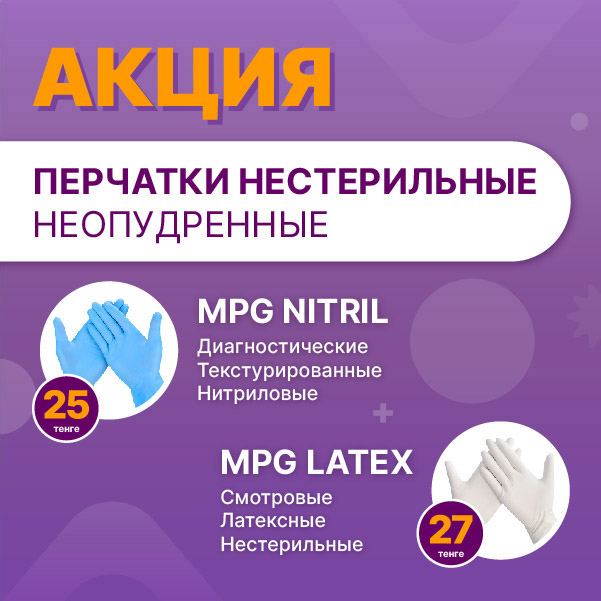 АКЦИЯ
ПЕРЧАТКИ НЕСТЕРИЛЬНЫЕ
НЕОПУДРЕННЫЕ
MPG NITRIL
Диагностические
Текстурированные
Нитриловые
25
тенге
MPG LATEX
Смотровые
Латексные
Нестерильные
27
тенге